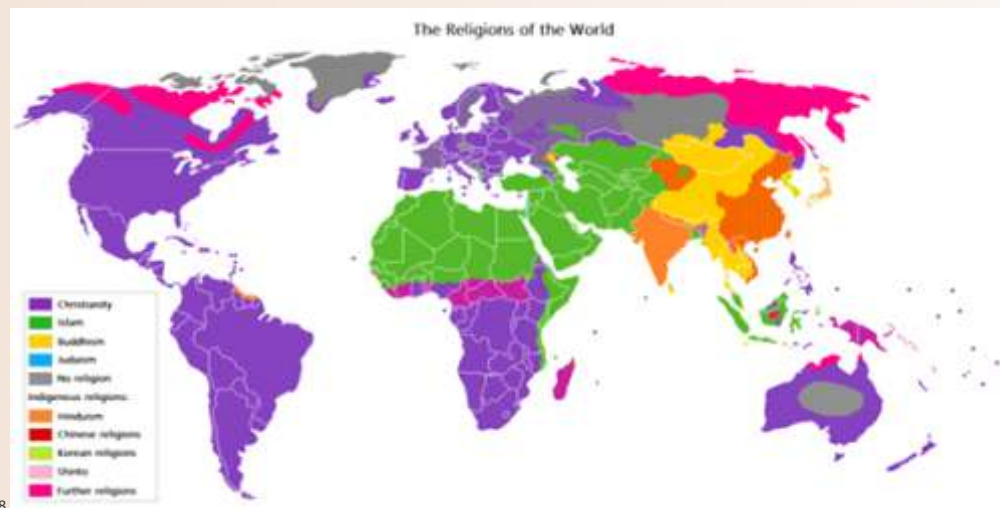 The Religions of the World
Christianity
Islam
Buddhism
Judaism
No religion
Indigenous religions:
Hinduism
Chinese religions
Korean religions
Shinto
Further religions
8